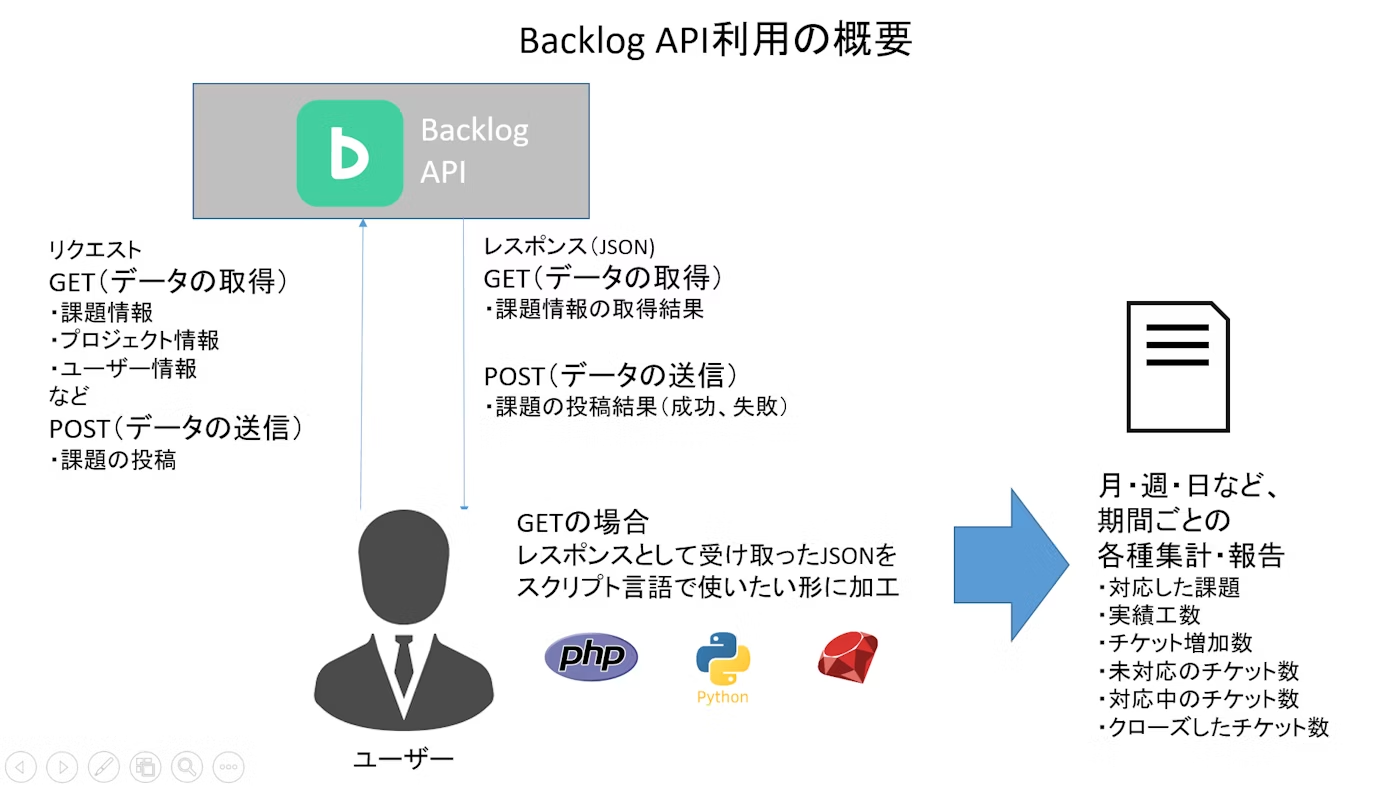 Backlog API利用の概要
Backlog
API
リクエスト
GET（データの取得）
・課題情報
・プロジェクト情報
・ユーザー情報
など
POST（データの送信）
・課題の投稿
レスポンス（JSON)
GET（データの取得）
・課題情報の取得結果
POST（データの送信）
・課題の投稿結果（成功、失敗）
GETの場合
レスポンスとして受け取ったJSONを
スクリプト言語で使いたい形に加工
php
Python
ユーザー
月・週・日など、
期間ごとの
各種集計・報告
・対応した課題
・実績工数
・チケット増加数
・未対応のチケット数
・対応中のチケット数
・クローズしたチケット数